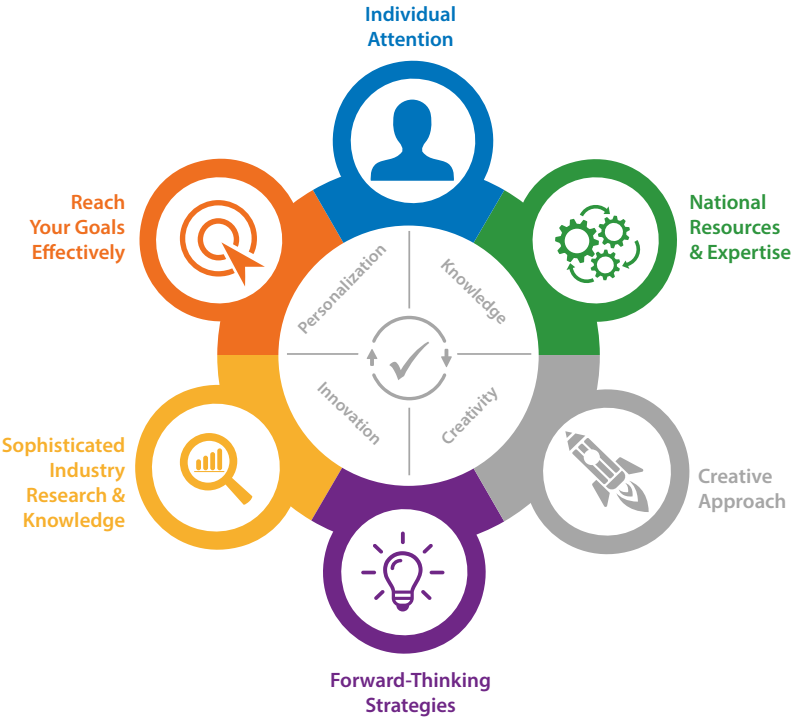 Individual
Attention
National
Resources
& Expertise
Creative
Approach
Forward-Thinking
Strategies
Sophisticated
Industry
Research &
Knowledge
Reach
Your Goals
Effectively
Personalization
Knowledge
Creativity
Innovation